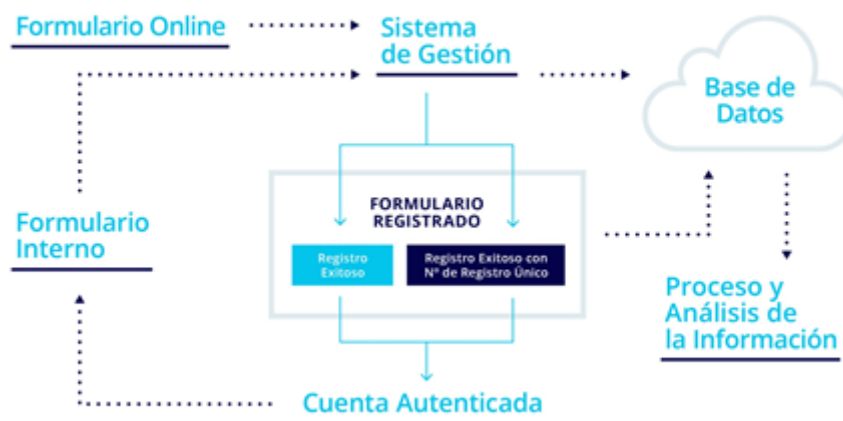 Formulario Online
Sistema
de Gestión
Base de
Datos
FORMULARIO
REGISTRADO
Formulario
Interno
Registro
Exitoso
Registro Exitoso con
Nº de Registro Único
Proceso y
Análisis de
la Información
Cuenta Autenticada